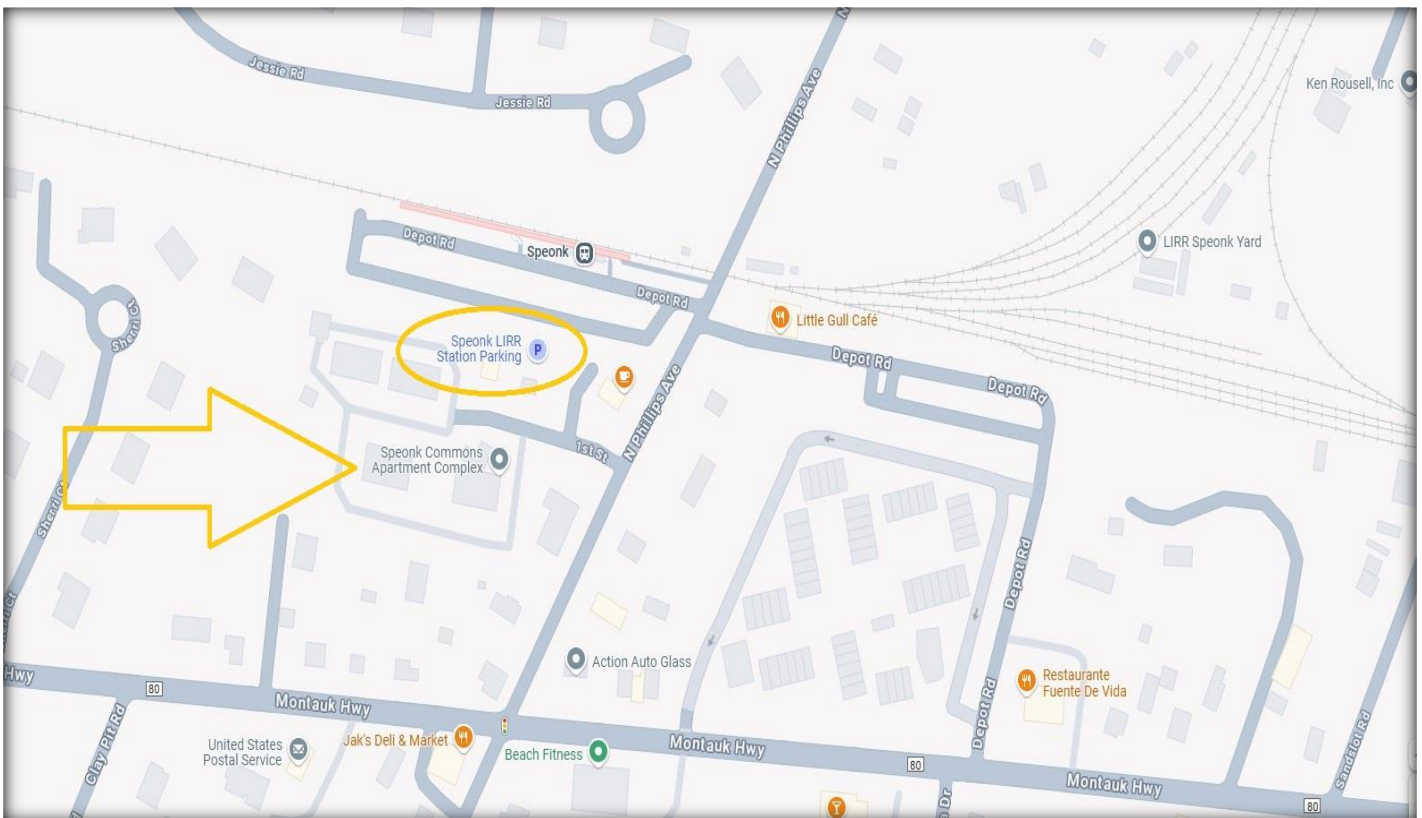 Jessie Rd
Jessie Rd
N Phillips Ave
N
Ken Rousell, Inc
Depot Rd
Speonk
LIRR Speonk Yard
Depot Rd
Sherri Ct
Speonk LIRR
Station Parking
P
Little Gull Café
Depot Rd
Depot Rd
N Phillips Ave
1st St
Speonk Commons
Apartment Complex
Sherri Ct
Depot Rd
Action Auto Glass
Restaurante
Fuente De Vida
Hwy
80
Montauk Hwy
Depot Rd
Sandslot Rd
Clay Pit Rd
United States
Postal Service
Jak's Deli & Market
Beach Fitness
Montauk Hwy
80
Montauk Hwy
80
Dr